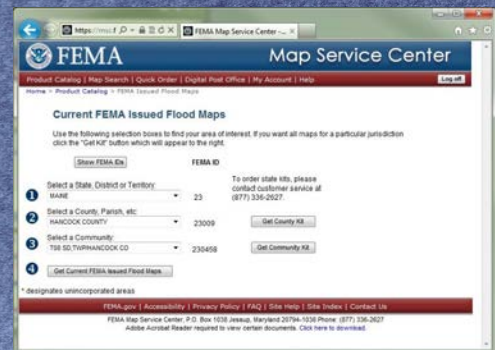 https://msc.f
FEMA Map Service Center -...
FEMA
Map Service Center
Product Catalog | Map Search | Quick Order | Digital Post Office | My Account | Help
Log off
Home > Product Catalog > FEMA Issued Flood Maps
Current FEMA Issued Flood Maps
Use the following selection boxes to find your area of interest. If you want all maps for a particular jurisdiction
click the "Get Kit" button which will appear to the right.
Show FEMA IDs
FEMA ID
To order state kits, please
contact customer service at
(877) 336-2627.
1
Select a State, District or Territory:
MAINE
23
2
Select a County, Parish, etc:
HANCOCK COUNTY
23009
Get County Kit
3
Select a Community:
T08 SD,TWP/HANCOCK CO
230458
Get Community Kit
4
Get Current FEMA Issued Flood Maps
* designates unincorporated areas
FEMA.gov | Accessibility | Privacy Policy | FAQ | Site Help | Site Index | Contact Us
FEMA Map Service Center, P.O. Box 1038 Jessup, Maryland 20794-1038 Phone: (877) 336-2627
Adobe Acrobat Reader required to view certain documents. Click here to download.